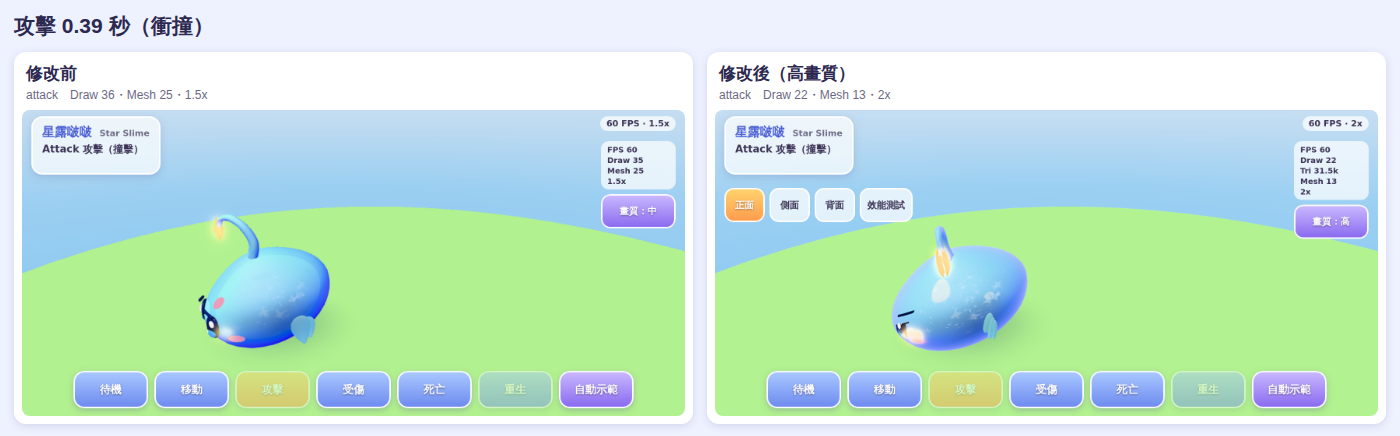 攻擊 0.39 秒（衝撞）
修改前
attack Draw 36・Mesh 25・1.5x
星露啵啵 Star Slime
Attack 攻擊（撞擊）
60 FPS · 1.5x
FPS 60
Draw 35
Mesh 25
1.5x
畫質：中
待機
移動
攻擊
受傷
死亡
重生
自動示範
修改後（高畫質）
attack Draw 22・Mesh 13・2x
星露啵啵 Star Slime
Attack 攻擊（撞擊）
60 FPS · 2x
FPS 60
Draw 22
Tri 31.5k
Mesh 13
2x
畫質：高
正面
側面
背面
效能測試
待機
移動
攻擊
受傷
死亡
重生
自動示範